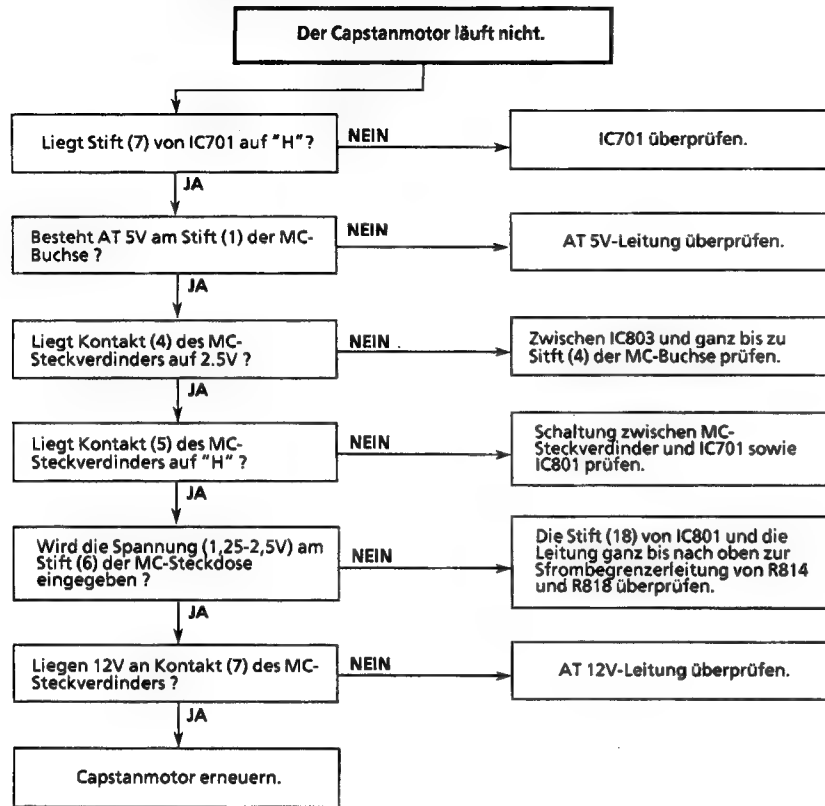 Der Capstanmotor läuft nicht.
Liegt Stift (7) von IC701 auf "H" ?
NEIN
IC701 überprüfen.
JA
Besteht AT 5V am Stift (1) der MC-
Buchse ?
NEIN
AT 5V-Leitung überprüfen.
JA
Liegt Kontakt (4) des MC-
Steckverdinders auf 2.5V ?
NEIN
Zwischen IC803 und ganz bis zu
Sitft (4) der MC-Buchse prüfen.
JA
Liegt Kontakt (5) des MC-
Steckverdinders auf "H" ?
NEIN
Schaltung zwischen MC-
Steckverdinder und IC701 sowie
IC801 prüfen.
JA
Wird die Spannung (1,25-2,5V) am
Stift (6) der MC-Steckdose
eingegeben ?
NEIN
Die Stift (18) von IC801 und die
Leitung ganz bis nach oben zur
Sfrombegrenzerleitung von R814
und R818 überprüfen.
JA
Liegen 12V an Kontakt (7) des MC-
Steckverdinders ?
NEIN
AT 12V-Leitung überprüfen.
JA
Capstanmotor erneuern.